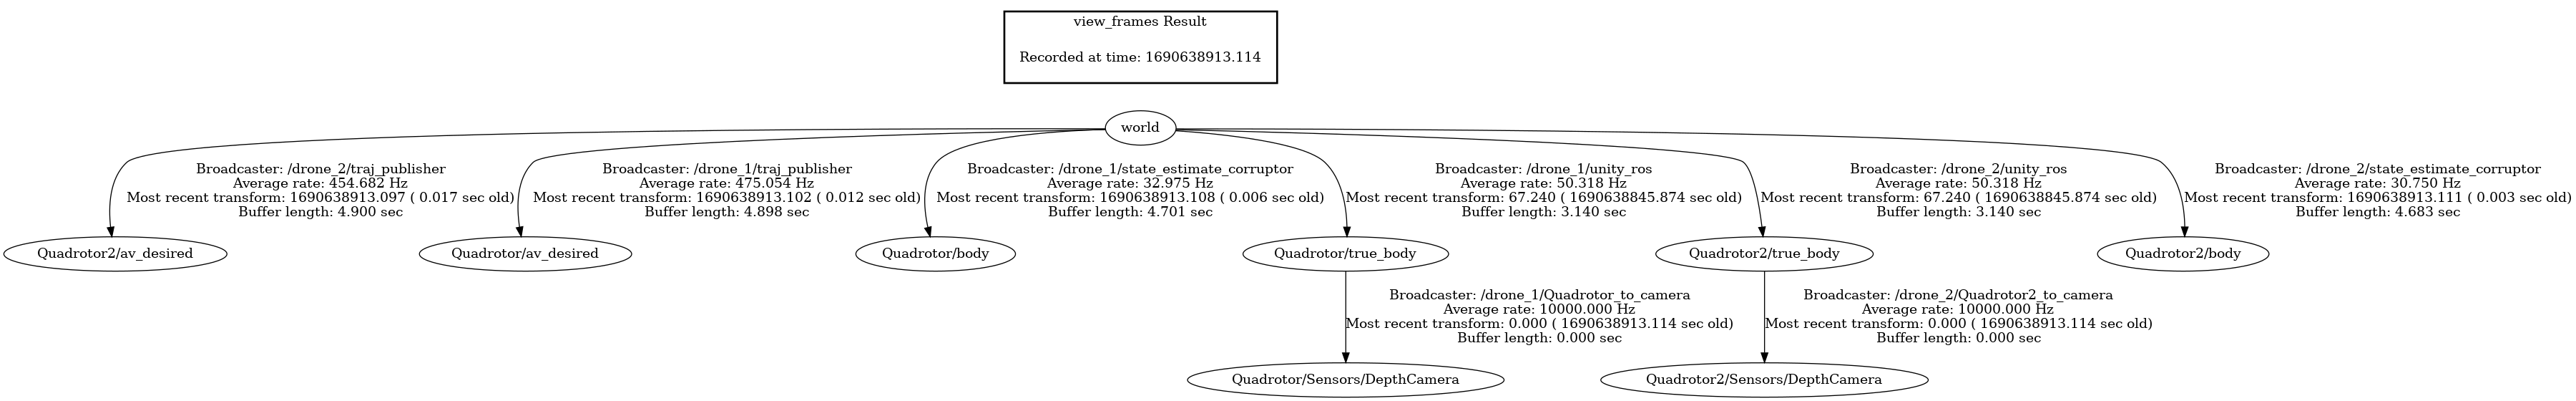 view_frames Result
Recorded at time: 1690638913.114
world
Broadcaster: /drone_2/traj_publisher
Average rate: 454.682 Hz
Most recent transform: 1690638913.097 ( 0.017 sec old)
Buffer length: 4.900 sec
Broadcaster: /drone_1/traj_publisher
Average rate: 475.054 Hz
Most recent transform: 1690638913.102 ( 0.012 sec old)
Buffer length: 4.898 sec
Broadcaster: /drone_1/state_estimate_corruptor
Average rate: 32.975 Hz
Most recent transform: 1690638913.108 ( 0.006 sec old)
Buffer length: 4.701 sec
Broadcaster: /drone_1/unity_ros
Average rate: 50.318 Hz
Most recent transform: 67.240 ( 1690638845.874 sec old)
Buffer length: 3.140 sec
Broadcaster: /drone_2/unity_ros
Average rate: 50.318 Hz
Most recent transform: 67.240 ( 1690638845.874 sec old)
Buffer length: 3.140 sec
Broadcaster: /drone_2/state_estimate_corruptor
Average rate: 30.750 Hz
Most recent transform: 1690638913.111 ( 0.003 sec old)
Buffer length: 4.683 sec
Quadrotor2/av_desired
Quadrotor/av_desired
Quadrotor/body
Quadrotor/true_body
Quadrotor2/true_body
Quadrotor2/body
Broadcaster: /drone_1/Quadrotor_to_camera
Average rate: 10000.000 Hz
Most recent transform: 0.000 ( 1690638913.114 sec old)
Buffer length: 0.000 sec
Broadcaster: /drone_2/Quadrotor2_to_camera
Average rate: 10000.000 Hz
Most recent transform: 0.000 ( 1690638913.114 sec old)
Buffer length: 0.000 sec
Quadrotor/Sensors/DepthCamera
Quadrotor2/Sensors/DepthCamera